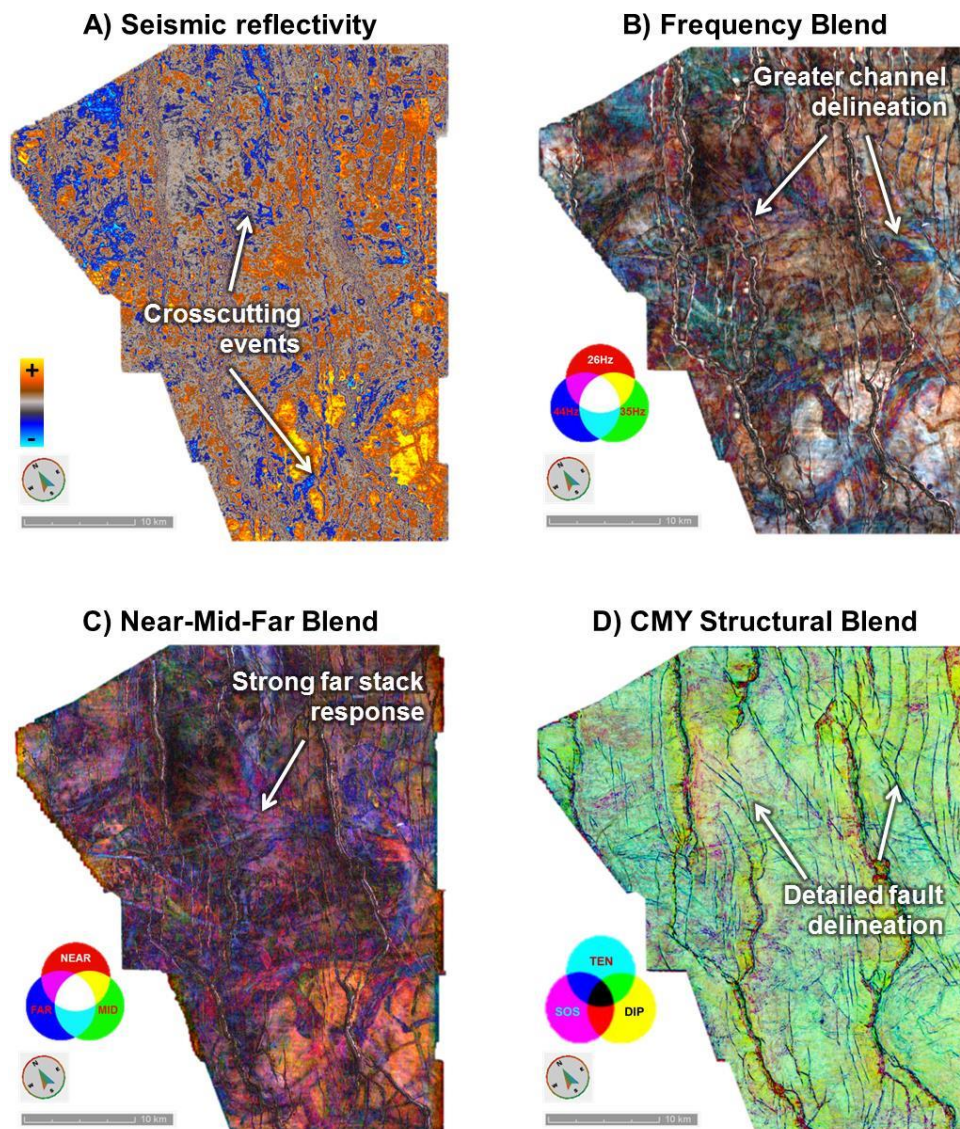 A) Seismic reflectivity
Crosscutting
events
+
-
10 km
B) Frequency Blend
Greater channel
delineation
26Hz
44Hz
35Hz
10 km
C) Near-Mid-Far Blend
Strong far stack
response
NEAR
FAR
MID
10 km
D) CMY Structural Blend
Detailed fault
delineation
TEN
SOS
DIP
10 km